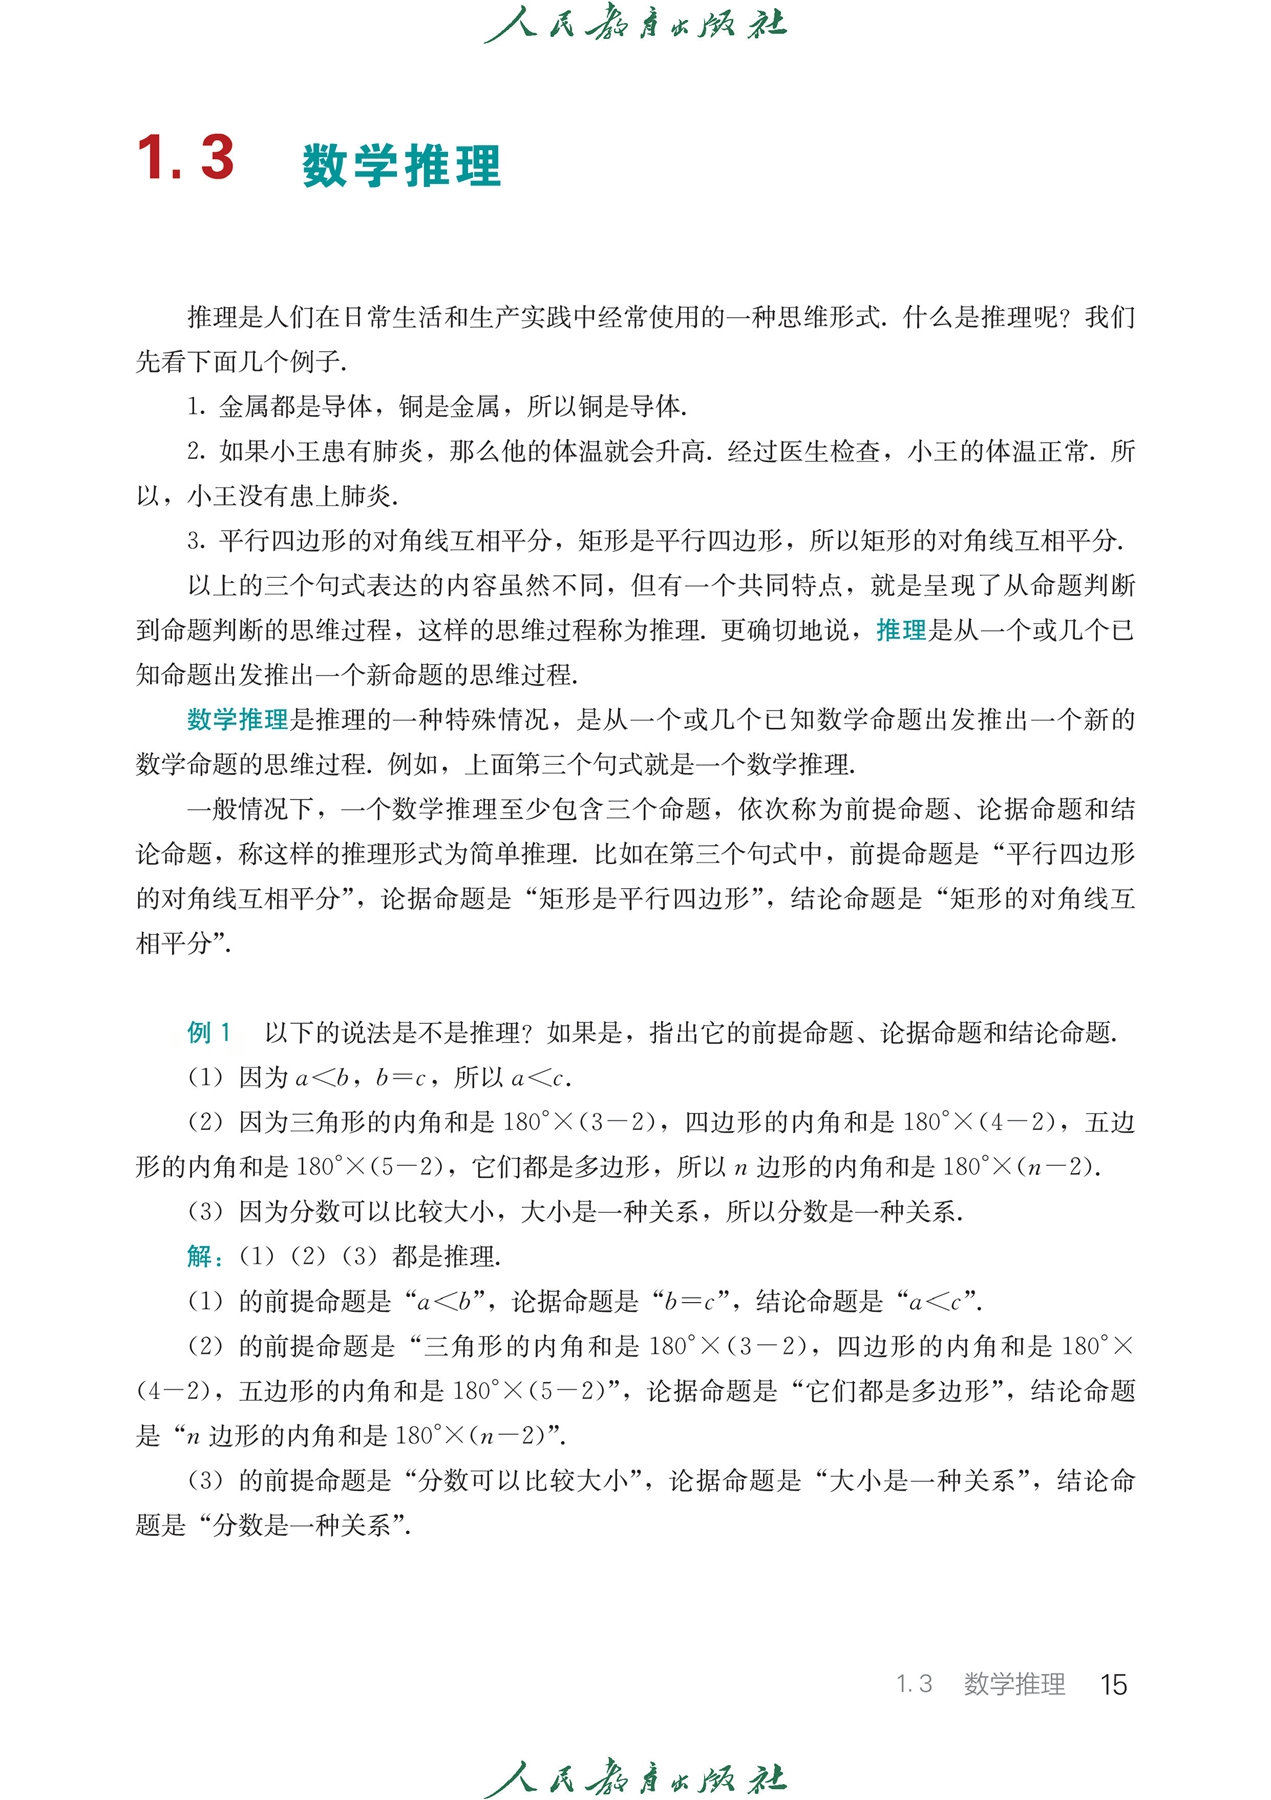 人民教育出版社
1.3 数学推理
推理是人们在日常生活和生产实践中经常使用的一种思维形式. 什么是推理呢? 我们
先看下面几个例子.
1. 金属都是导体, 铜是金属, 所以铜是导体.
2. 如果小王患有肺炎, 那么他的体温就会升高. 经过医生检查, 小王的体温正常. 所
以, 小王没有患上肺炎.
3. 平行四边形的对角线互相平分, 矩形是平行四边形, 所以矩形的对角线互相平分.
以上的三个句式表达的内容虽然不同, 但有一个共同特点, 就是呈现了从命题判断
到命题判断的思维过程, 这样的思维过程称为推理. 更确切地说, 推理是从一个或几个已
知命题出发推出一个新命题的思维过程.
数学推理是推理的一种特殊情况, 是从一个或几个已知数学命题出发推出一个新的
数学命题的思维过程. 例如, 上面第三个句式就是一个数学推理.
一般情况下, 一个数学推理至少包含三个命题, 依次称为前提命题、论据命题和结
论命题, 称这样的推理形式为简单推理. 比如在第三个句式中, 前提命题是“平行四边形
的对角线互相平分”, 论据命题是“矩形是平行四边形”, 结论命题是“矩形的对角线互
相平分”.
例 1 以下的说法是不是推理? 如果是, 指出它的前提命题、论据命题和结论命题.
(1) 因为 a<b, b=c, 所以 a<c.
(2) 因为三角形的内角和是 180°×(3-2), 四边形的内角和是 180°×(4-2), 五边
形的内角和是 180°×(5-2), 它们都是多边形, 所以 n 边形的内角和是 180°×(n-2).
(3) 因为分数可以比较大小, 大小是一种关系, 所以分数是一种关系.
解: (1) (2) (3) 都是推理.
(1) 的前提命题是“a<b”, 论据命题是“b=c”, 结论命题是“a<c”.
(2) 的前提命题是“三角形的内角和是 180°×(3-2), 四边形的内角和是 180°×
(4-2), 五边形的内角和是 180°×(5-2)”, 论据命题是“它们都是多边形”, 结论命题
是“n 边形的内角和是 180°×(n-2)”.
(3) 的前提命题是“分数可以比较大小”, 论据命题是“大小是一种关系”, 结论命
题是“分数是一种关系”.
1.3 数学推理 15
人民教育出版社